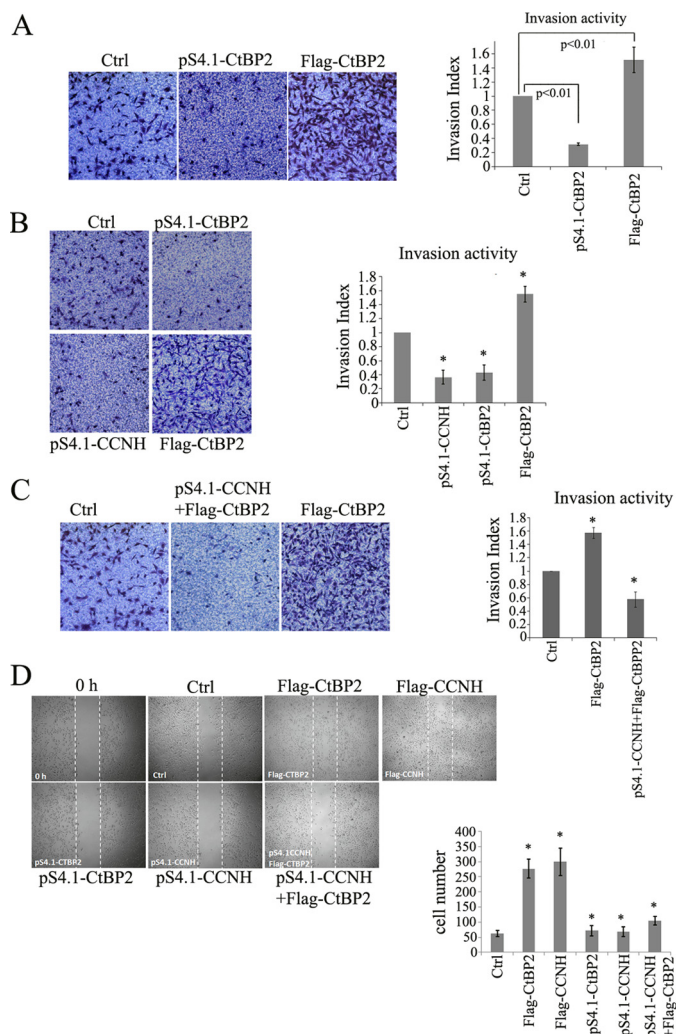 A
Ctrl pS4.1-CtBP2 Flag-CtBP2
Invasion activity
Invasion Index
1.6
1.4
1.2
1
0.8
0.6
0.4
0.2
0
p<0.01
p<0.01
Ctrl
pS4.1-CtBP2
Flag-CtBP2
B
Ctrl pS4.1-CtBP2
pS4.1-CCNH Flag-CtBP2
Invasion activity
Invasion Index
1.8
1.6
1.4
1.2
1
0.8
0.6
0.4
0.2
0
* * *
Ctrl
pS4.1-CCNH
pS4.1-CtBP2
Flag-CtBP2
C
Ctrl
pS4.1-CCNH
+Flag-CtBP2
Flag-CtBP2
Invasion activity
Invasion Index
1.8
1.6
1.4
1.2
1
0.8
0.6
0.4
0.2
0
* *
Ctrl
Flag-CtBP2
pS4.1-CCNH+Flag-CtBPP2
D
0 h Ctrl Flag-CtBP2 Flag-CCNH
0 h
Ctrl
Flag-CTBP2
Flag-CCNH
pS4.1-CTBP2
pS4.1-CCNH
pS4.1CCNH
Flag-CTBP2
pS4.1-CtBP2 pS4.1-CCNH pS4.1-CCNH
+Flag-CtBP2
cell number
400
350
300
250
200
150
100
50
0
* * * * *
Ctrl
Flag-CtBP2
Flag-CCNH
pS4.1-CtBP2
pS4.1-CCNH
pS4.1-CCNH
+Flag-CtBP2